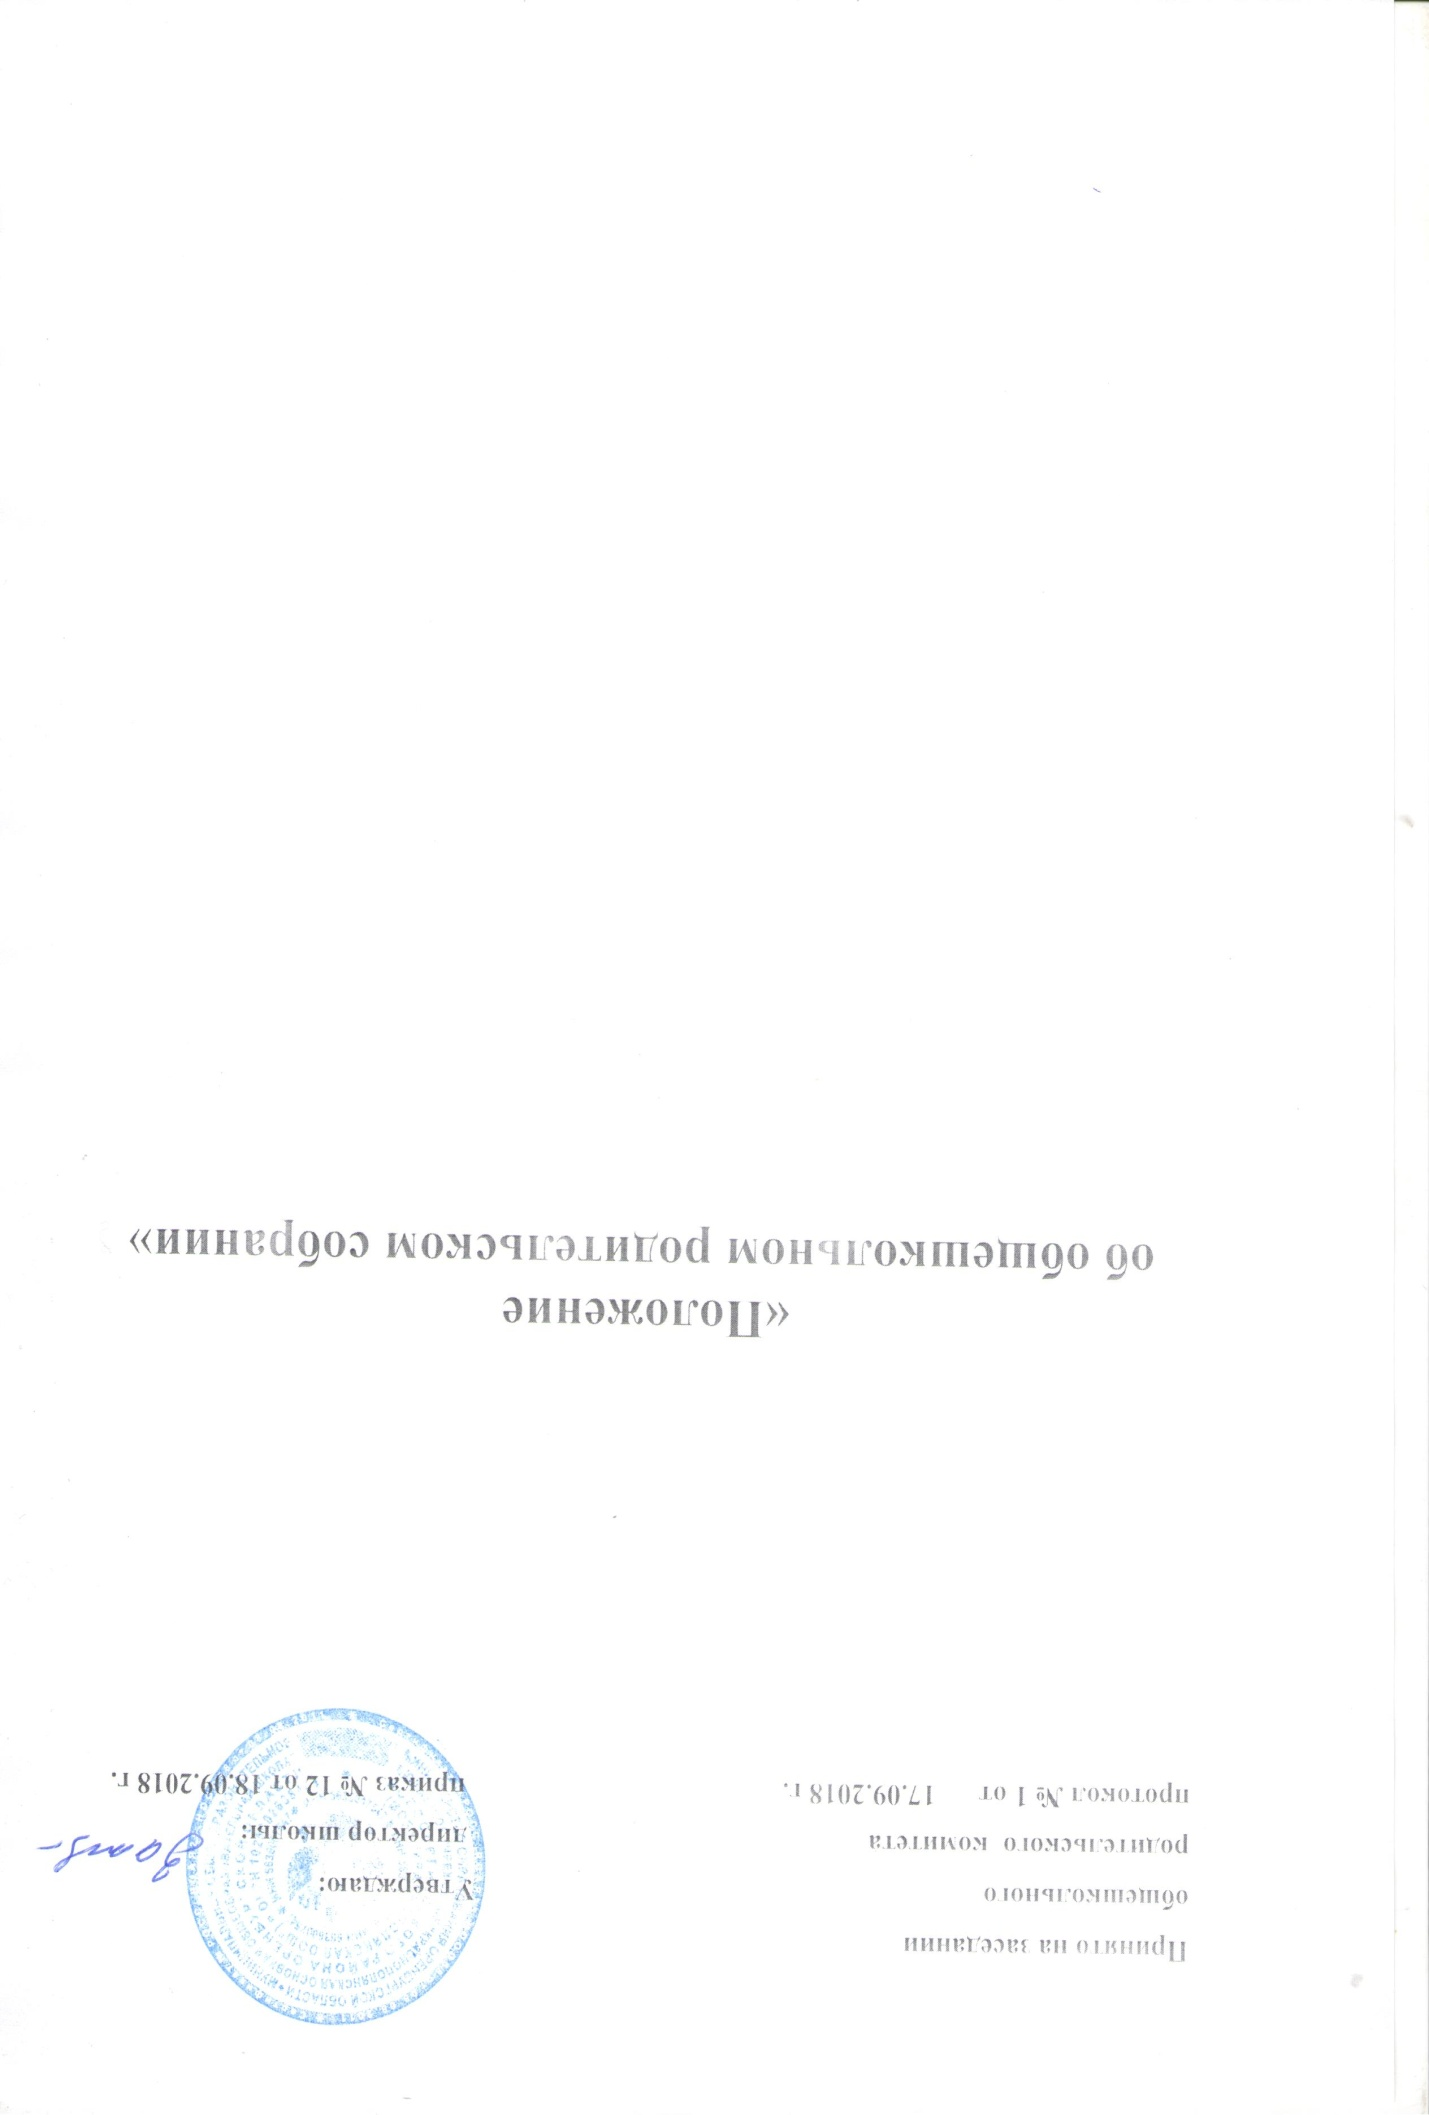 Принято на заседании
общешкольного
родительского комитета
протокол № 1 от 17.09.2018 г.
Утверждаю:
директор школы:
приказ № 12 от 18.09.2018 г.
«Положение
об общешкольном родительском собрании»